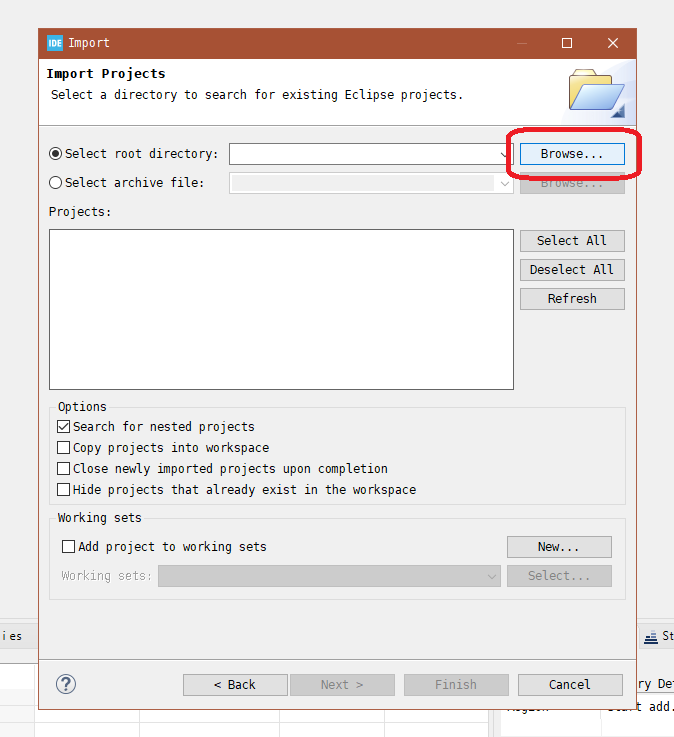 IDE Import
Import Projects
Select a directory to search for existing Eclipse projects.
Select root directory: Browse...
Select archive file: Browse...
Projects:
Select All
Deselect All
Refresh
Options
Search for nested projects
Copy projects into workspace
Close newly imported projects upon completion
Hide projects that already exist in the workspace
Working sets
Add project to working sets New...
Working sets: Select...
ies St
? < Back Next > Finish Cancel
ry Det
Region Start add.